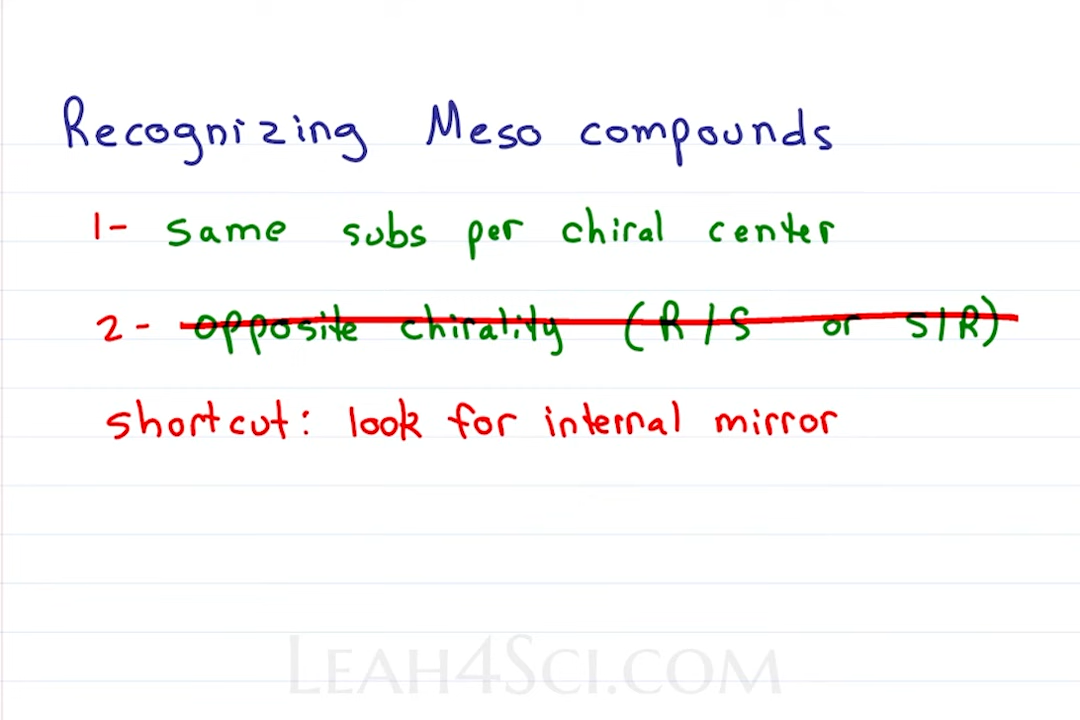 Recognizing Meso compounds
1- same subs per chiral center
2- opposite chirality (R/S or S/R)
shortcut: look for internal mirror
LEAH4SCI.COM